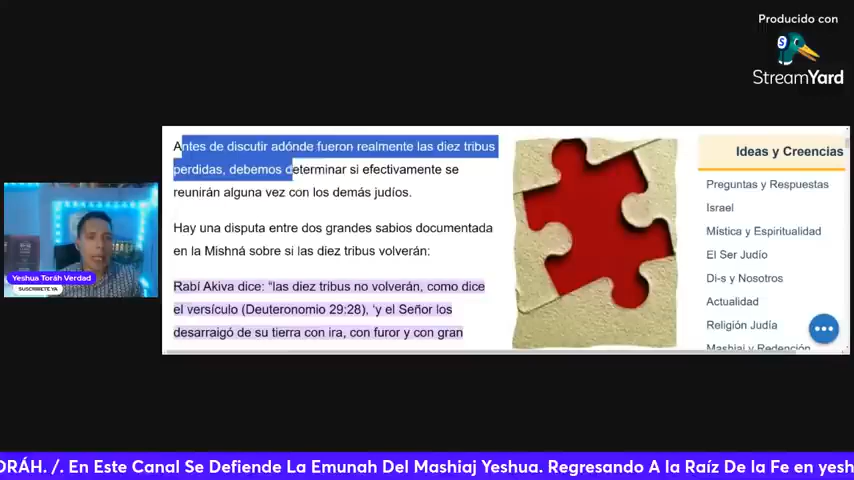 Producido con
StreamYard
Antes de discutir adónde fueron realmente las diez tribus
perdidas, debemos determinar si efectivamente se
reunirán alguna vez con los demás judíos.
Hay una disputa entre dos grandes sabios documentada
en la Mishná sobre si las diez tribus volverán:
Rabí Akiva dice: “las diez tribus no volverán, como dice
el versículo (Deuteronomio 29:28), ‘y el Señor los
desarraigó de su tierra con ira, con furor y con gran
Ideas y Creencias
Preguntas y Respuestas
Israel
Mística y Espiritualidad
El Ser Judío
Di-s y Nosotros
Actualidad
Religión Judía
Mashiaj y Redención
Yeshua Toráh Verdad
SUSCRIBETE YA
ORÁH. /. En Este Canal Se Defiende La Emunah Del Mashiaj Yeshua. Regresando A la Raíz De la Fe en yesh